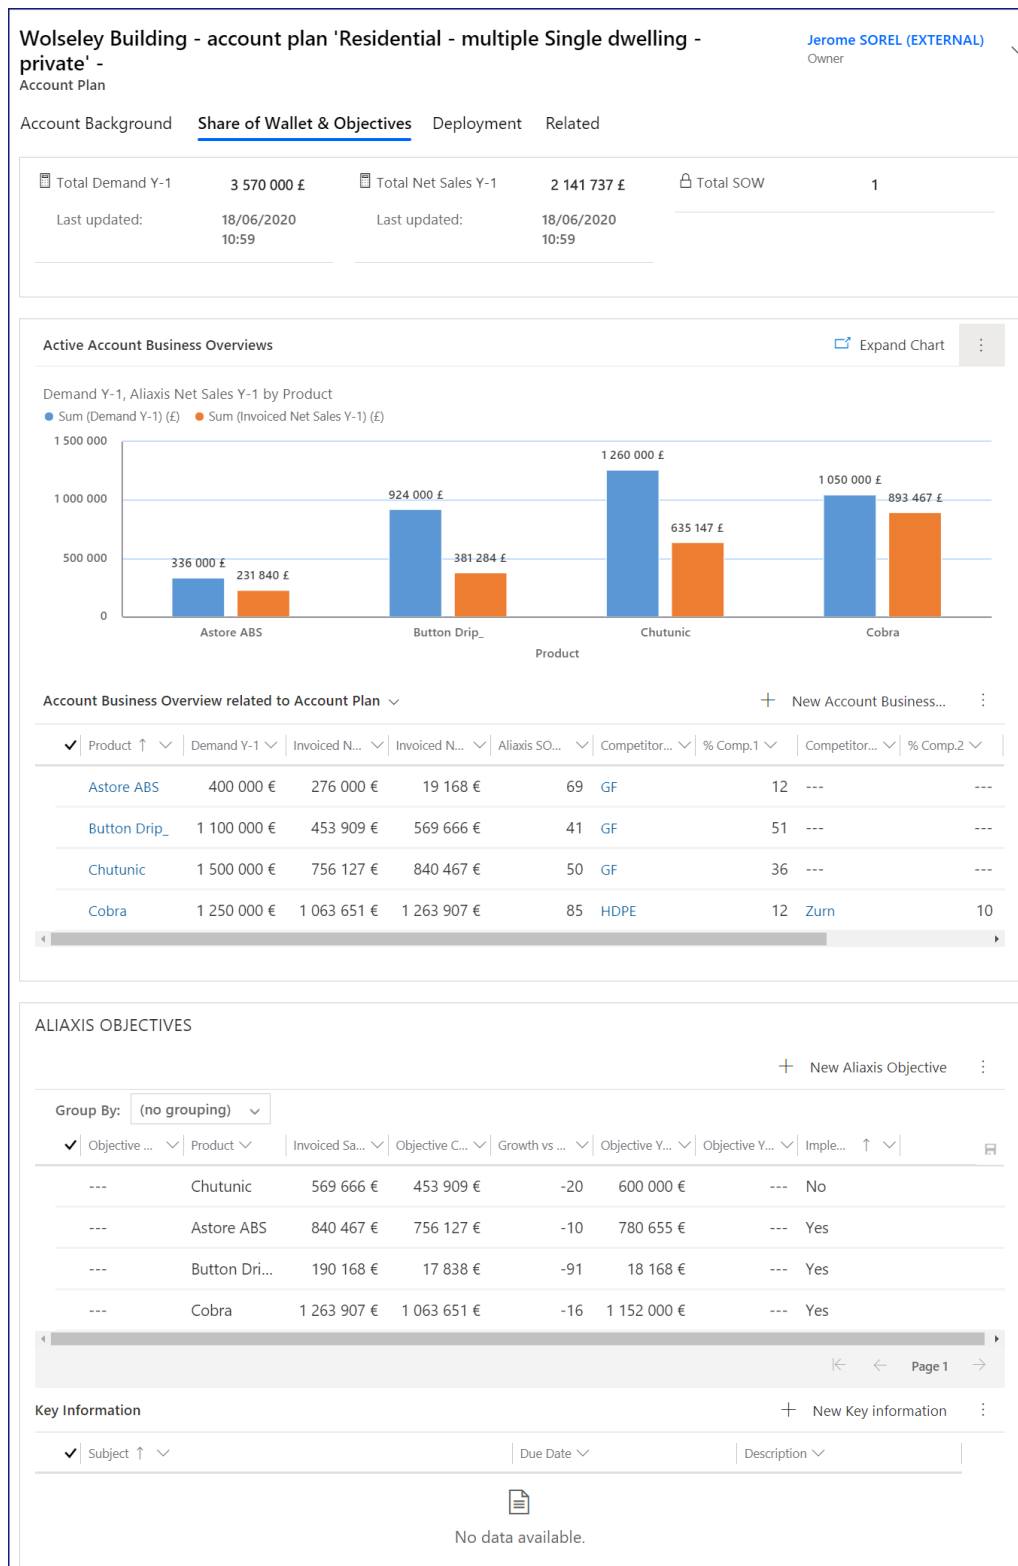 Wolseley Building - account plan 'Residential - multiple Single dwelling -
private' -
Account Plan
Jerome SOREL (EXTERNAL)
Owner
Account Background Share of Wallet & Objectives Deployment Related
Total Demand Y-1 3 570 000 £ Total Net Sales Y-1 2 141 737 £ Total SOW 1
Last updated: 18/06/2020 Last updated: 18/06/2020
10:59 10:59
Active Account Business Overviews Expand Chart
Demand Y-1, Aliaxis Net Sales Y-1 by Product
Sum (Demand Y-1) (£) Sum (Invoiced Net Sales Y-1) (£)
1 500 000
1 000 000
500 000
0
336 000 £
231 840 £
924 000 £
381 284 £
1 260 000 £
635 147 £
1 050 000 £
893 467 £
Astore ABS Button Drip_ Chutunic Cobra
Product
Account Business Overview related to Account Plan New Account Business...
Product Demand Y-1 Invoiced N... Invoiced N... Aliaxis SO... Competitor... % Comp.1 Competitor... % Comp.2
Astore ABS 400 000 € 276 000 € 19 168 € 69 GF 12 --- ---
Button Drip_ 1 100 000 € 453 909 € 569 666 € 41 GF 51 --- ---
Chutunic 1 500 000 € 756 127 € 840 467 € 50 GF 36 --- ---
Cobra 1 250 000 € 1 063 651 € 1 263 907 € 85 HDPE 12 Zurn 10
ALIAXIS OBJECTIVES
New Aliaxis Objective
Group By: (no grouping)
Objective ... Product Invoiced Sa... Objective C... Growth vs ... Objective Y... Objective Y... Imple...
--- Chutunic 569 666 € 453 909 € -20 600 000 € --- No
--- Astore ABS 840 467 € 756 127 € -10 780 655 € --- Yes
--- Button Dri... 190 168 € 17 838 € -91 18 168 € --- Yes
--- Cobra 1 263 907 € 1 063 651 € -16 1 152 000 € --- Yes
Page 1
Key Information New Key information
Subject Due Date Description
No data available.